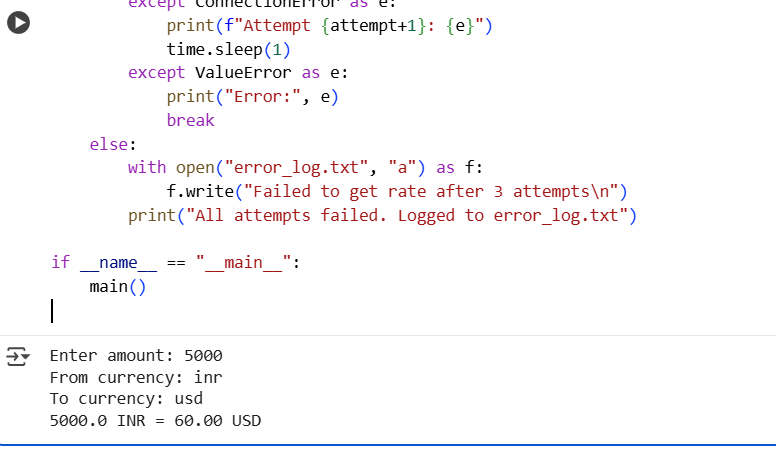 except ConnectionError as e:
print(f"Attempt {attempt+1}: {e}")
time.sleep(1)
except ValueError as e:
print("Error:", e)
break
else:
with open("error_log.txt", "a") as f:
f.write("Failed to get rate after 3 attempts\n")
print("All attempts failed. Logged to error_log.txt")
if __name__ == "__main__":
main()
Enter amount: 5000
From currency: inr
To currency: usd
5000.0 INR = 60.00 USD